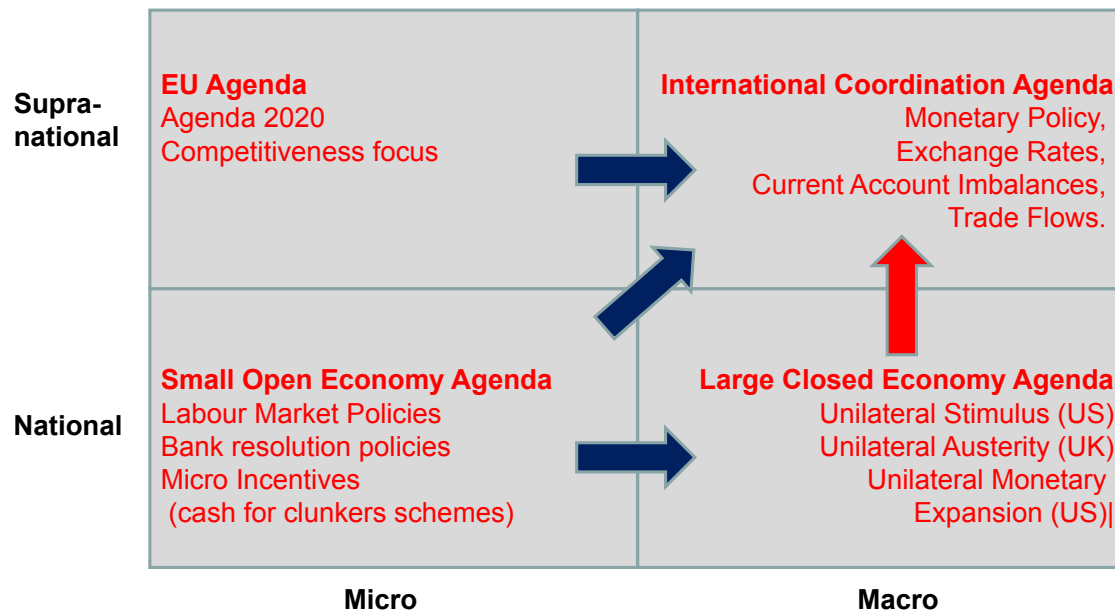 Supra-
national
EU Agenda
Agenda 2020
Competitiveness focus
International Coordination Agenda
Monetary Policy,
Exchange Rates,
Current Account Imbalances,
Trade Flows.
National
Small Open Economy Agenda
Labour Market Policies
Bank resolution policies
Micro Incentives
(cash for clunkers schemes)
Large Closed Economy Agenda
Unilateral Stimulus (US)
Unilateral Austerity (UK)
Unilateral Monetary
Expansion (US)|
Micro
Macro